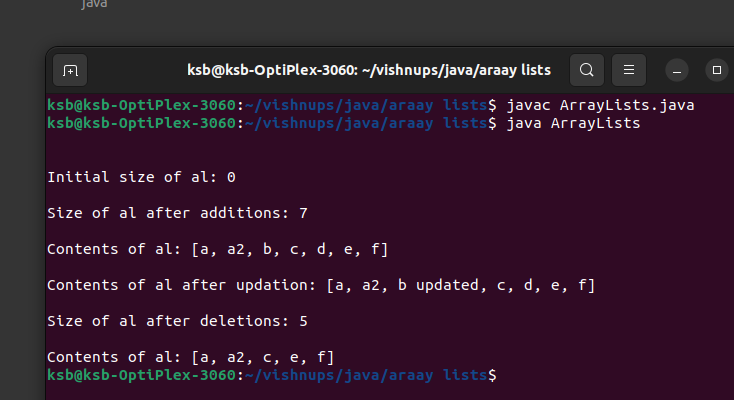 java
ksb@ksb-OptiPlex-3060: ~/vishnups/java/araay lists
ksb@ksb-OptiPlex-3060:~/vishnups/java/araay lists$ javac ArrayLists.java
ksb@ksb-OptiPlex-3060:~/vishnups/java/araay lists$ java ArrayLists
Initial size of al: 0
Size of al after additions: 7
Contents of al: [a, a2, b, c, d, e, f]
Contents of al after updation: [a, a2, b updated, c, d, e, f]
Size of al after deletions: 5
Contents of al: [a, a2, c, e, f]
ksb@ksb-OptiPlex-3060:~/vishnups/java/araay lists$